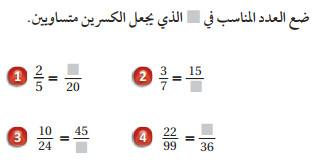 ضع العدد المناسب في ■ الذي يجعل الكسرين متساويين.
1 2/5 = ■/20
2 3/7 = 15/■
3 10/24 = 45/■
4 22/99 = ■/36